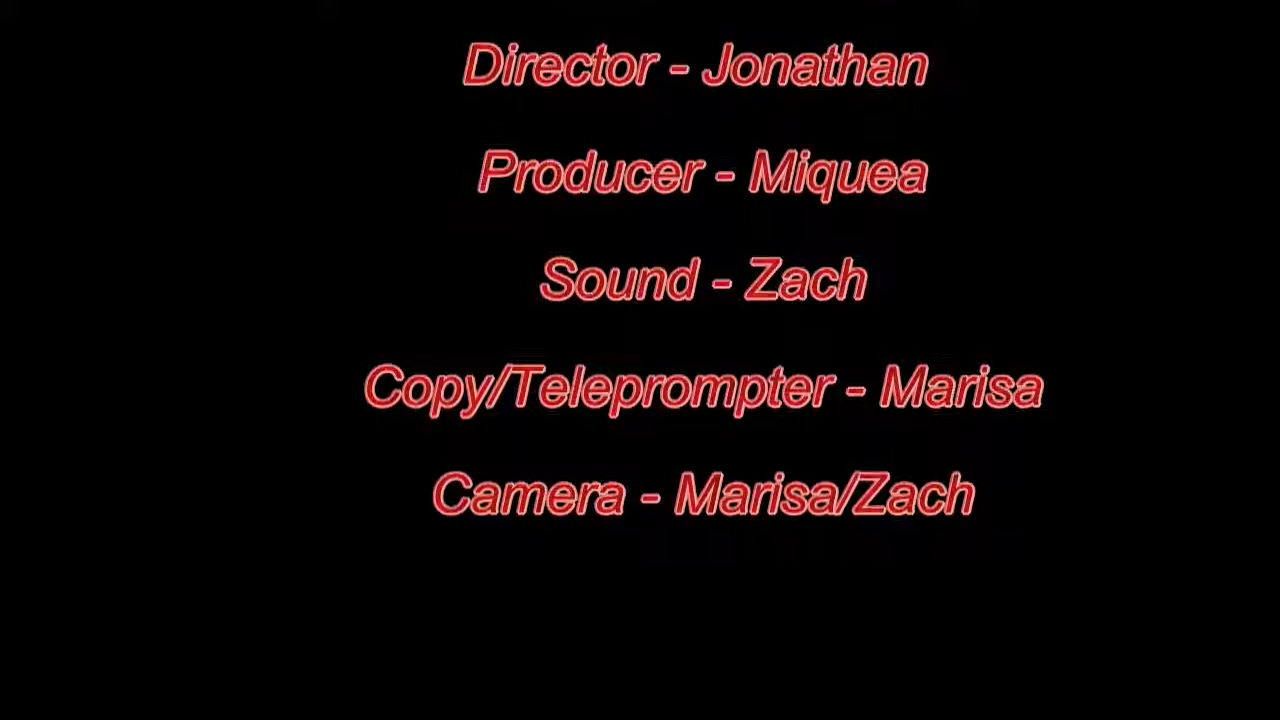 Director - Jonathan
Producer - Miquea
Sound - Zach
Copy/Teleprompter - Marisa
Camera - Marisa/Zach